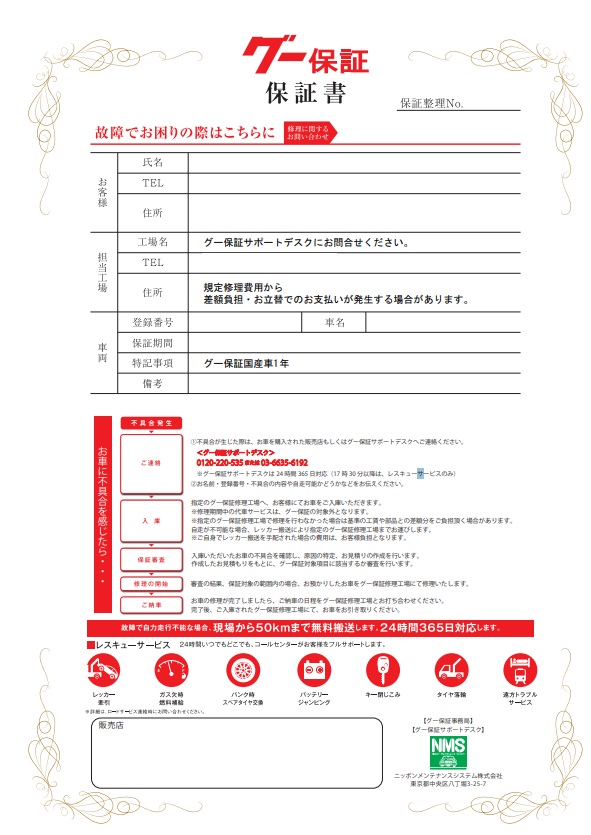 グー保証
保証書
保証整理No.
故障でお困りの際はこちらに
修理に関する
お問い合わせ
お客様
氏名
TEL
住所
担当工場
工場名 グー保証サポートデスクにお問合せください。
TEL
住所 規定修理費用から
差額負担・お立替でのお支払いが発生する場合があります。
車両
登録番号 車名
保証期間
特記事項 グー保証国産車1年
備考
お車に不具合を感じたら・・・
不具合発生
ご連絡
①不具合が生じた際は、お車を購入された販売店もしくはグー保証サポートデスクへご連絡ください。
＜グー保証サポートデスク＞
0120-220-535 03-6635-6192
※グー保証サポートデスクは24時間365日対応（17時30分以降は、レスキューサービスのみ）
②お名前・登録番号・不具合の内容や自走可能かどうかなどをお伝えください。
入庫
指定のグー保証修理工場へ、お客様にてお車をご入庫いただきます。
※修理期間中の代車サービスは、グー保証の対象外となります。
※指定のグー保証修理工場で修理を行わなかった場合は基準の工賃や部品との差額分をご負担頂く場合があります。
自走が不可能な場合、レッカー搬送により指定のグー保証修理工場までお運びします。
※ご自身でレッカー搬送を手配された場合の費用は、お客様負担となります。
保証審査
入庫いただいたお車の不具合を確認し、原因の特定、お見積りの作成を行います。
作成したお見積もりをもとに、グー保証対象項目に該当するか審査を行います。
修理の開始
審査の結果、保証対象の範囲内の場合、お預かりしたお車をグー保証修理工場にて修理いたします。
ご納車
お車の修理が完了しましたら、ご納車の日程をグー保証修理工場とお打ち合わせください。
完了後、ご入庫されたグー保証修理工場にて、お車をお引き取りください。
故障で自力走行不能な場合、現場から50kmまで無料搬送します。24時間365日対応します。
■レスキューサービス 24時間いつでもどこでも、コールセンターがお客様をフルサポートします。
レッカー
牽引
ガス欠時
燃料補給
パンク時
スペアタイヤ交換
バッテリー
ジャンピング
キー閉じこみ
タイヤ落輪
遠方トラブル
サービス
※詳細は、ロードサービス連絡時にお問い合わせください。
販売店
【グー保証事務局】
【グー保証サポートデスク】
NMS
ニッポンメンテナンスシステム株式会社
東京都中央区八丁堀3-25-7